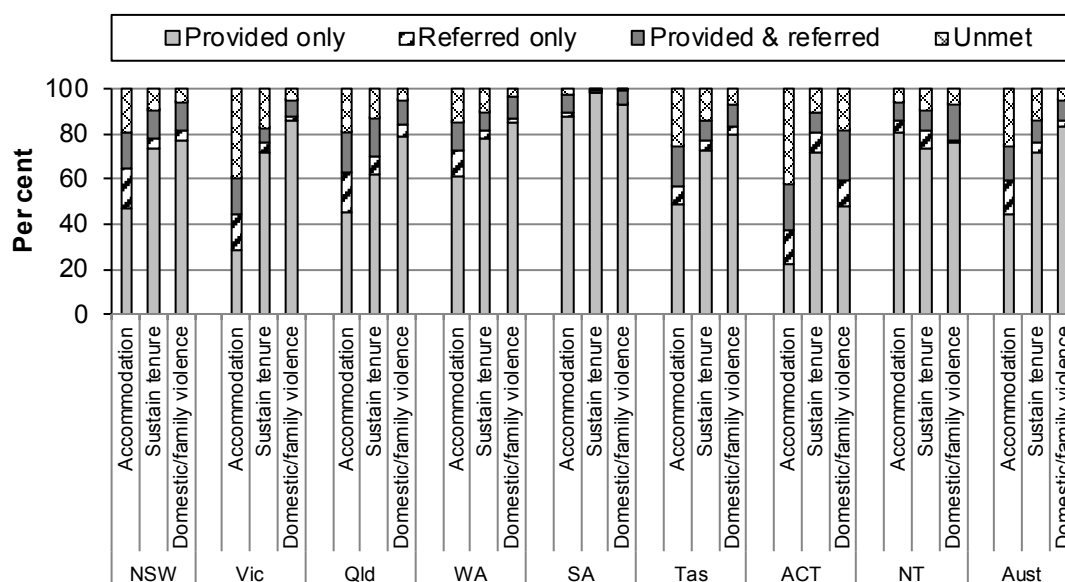 Provided only Referred only Provided & referred Unmet
Per cent
100
80
60
40
20
0
Accommodation
Sustain tenure
Domestic/family violence
Accommodation
Sustain tenure
Domestic/family violence
Accommodation
Sustain tenure
Domestic/family violence
Accommodation
Sustain tenure
Domestic/family violence
Accommodation
Sustain tenure
Domestic/family violence
Accommodation
Sustain tenure
Domestic/family violence
Accommodation
Sustain tenure
Domestic/family violence
Accommodation
Sustain tenure
Domestic/family violence
Accommodation
Sustain tenure
Domestic/family violence
NSW Vic Qld WA SA Tas ACT NT Aust